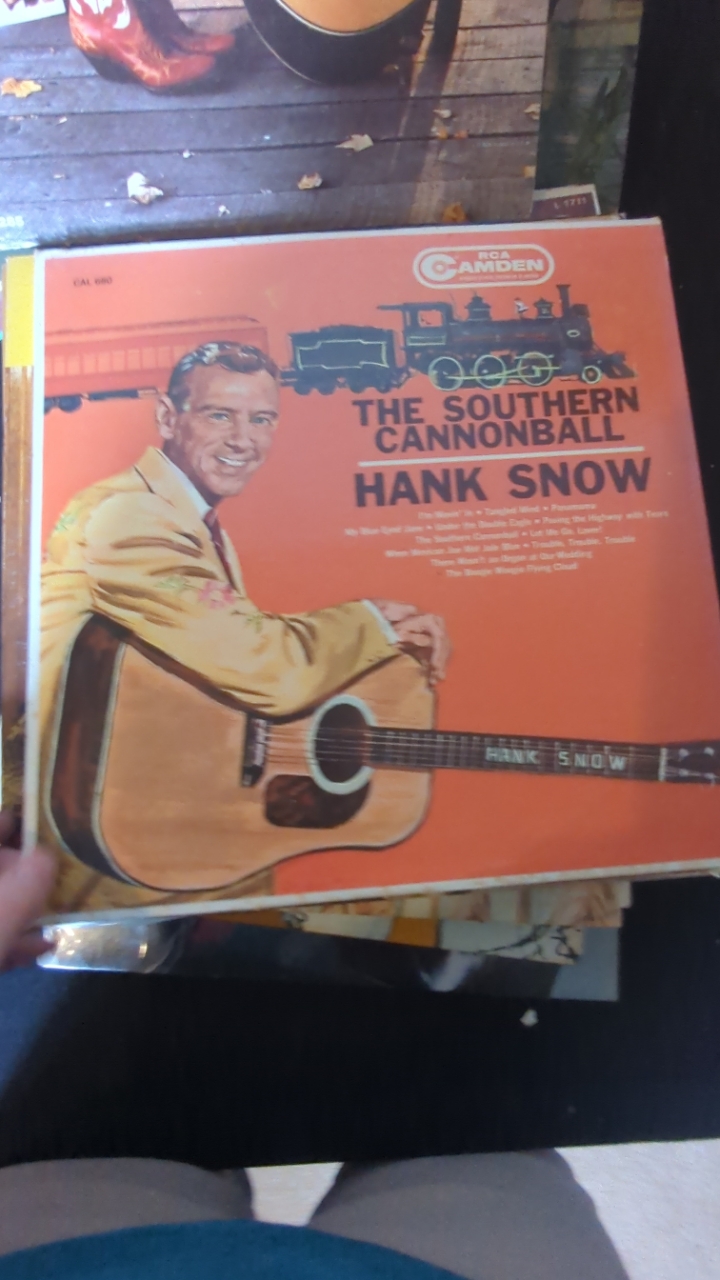 L 1711
CAL 680
RCA
CAMDEN
THE SOUTHERN
CANNONBALL
HANK SNOW
I'm Movin' In • Tangled Mind • Panamama
My Blue Eyed Jane • Under the Double Eagle • Paving the Highway with Tears
The Southern Cannonball • Let Me Go, Lover!
When Mexican Joe Met Jole Blon • Trouble, Trouble, Trouble
There Wasn't an Organ at Our Wedding
The Boogie Woogie Flying Cloud
HANK SNOW